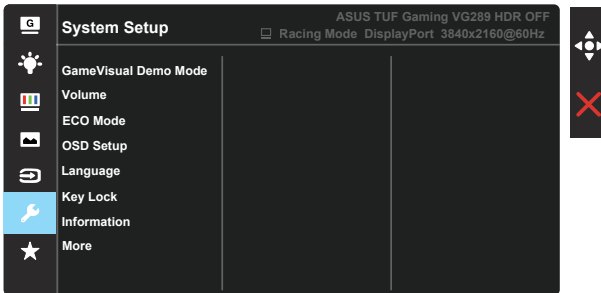 G
System Setup
ASUS TUF Gaming VG289 HDR OFF
Racing Mode DisplayPort 3840x2160@60Hz
GameVisual Demo Mode
Volume
ECO Mode
OSD Setup
Language
Key Lock
Information
More